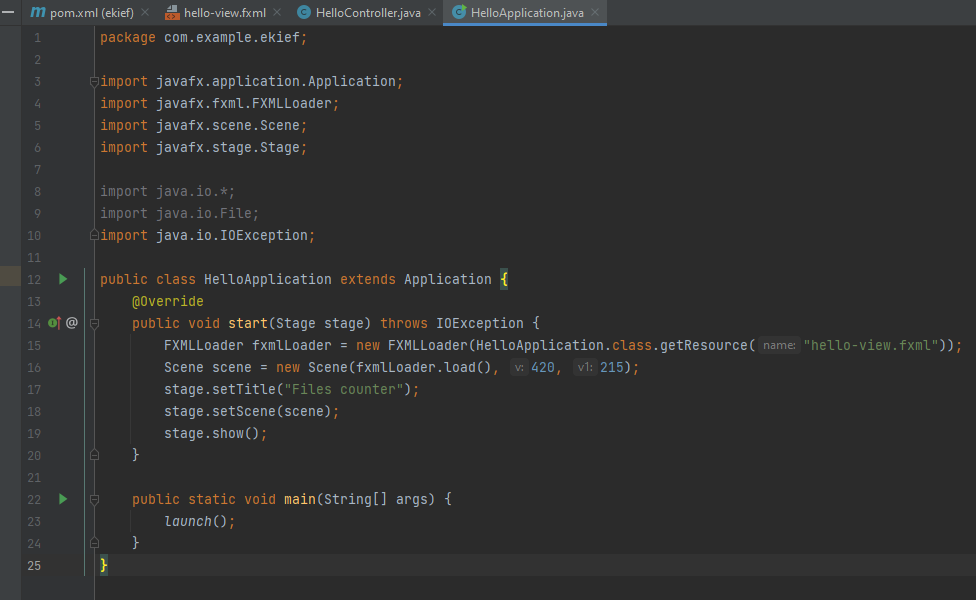 pom.xml (ekief) hello-view.fxml HelloController.java HelloApplication.java
1 package com.example.ekief;
2
3 import javafx.application.Application;
4 import javafx.fxml.FXMLLoader;
5 import javafx.scene.Scene;
6 import javafx.stage.Stage;
7
8 import java.io.*;
9 import java.io.File;
10 import java.io.IOException;
11
12 public class HelloApplication extends Application {
13 @Override
14 @ public void start(Stage stage) throws IOException {
15 FXMLLoader fxmlLoader = new FXMLLoader(HelloApplication.class.getResource( name: "hello-view.fxml"));
16 Scene scene = new Scene(fxmlLoader.load(), v: 420, v1: 215);
17 stage.setTitle("Files counter");
18 stage.setScene(scene);
19 stage.show();
20 }
21
22 public static void main(String[] args) {
23 launch();
24 }
25 }